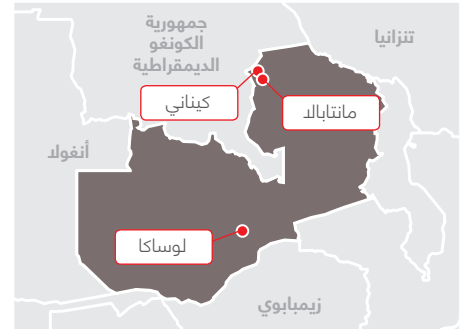 جمهورية
الكونغو
الديمقراطية
تنزانيا
كيناني
مانتابالا
أنغولا
لوساكا
زيمبابوي